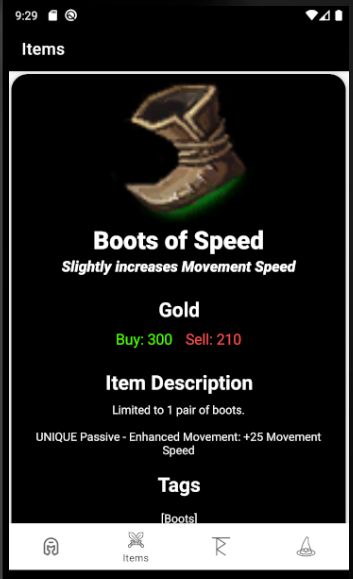 9:29
Items
Boots of Speed
Slightly increases Movement Speed
Gold
Buy: 300 Sell: 210
Item Description
Limited to 1 pair of boots.
UNIQUE Passive - Enhanced Movement: +25 Movement
Speed
Tags
[Boots]
Items